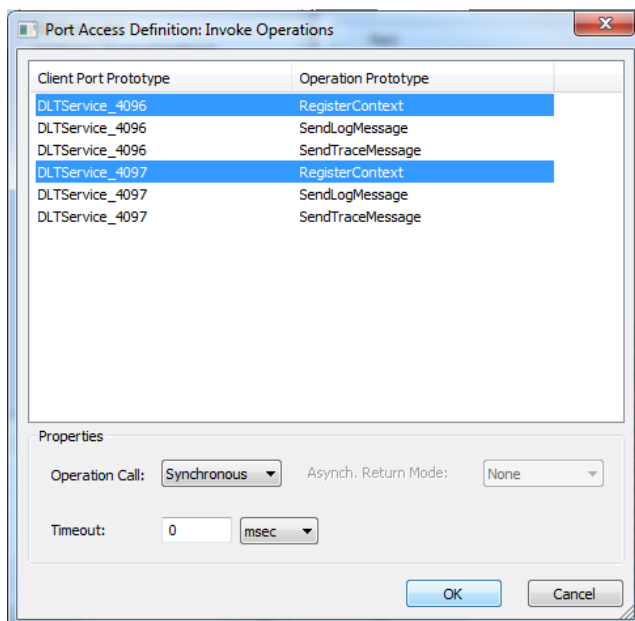 Port Access Definition: Invoke Operations
Client Port Prototype Operation Prototype
DLTService_4096 RegisterContext
DLTService_4096 SendLogMessage
DLTService_4096 SendTraceMessage
DLTService_4097 RegisterContext
DLTService_4097 SendLogMessage
DLTService_4097 SendTraceMessage
Properties
Operation Call: Synchronous Asynch. Return Mode: None
Timeout: 0 msec
OK Cancel